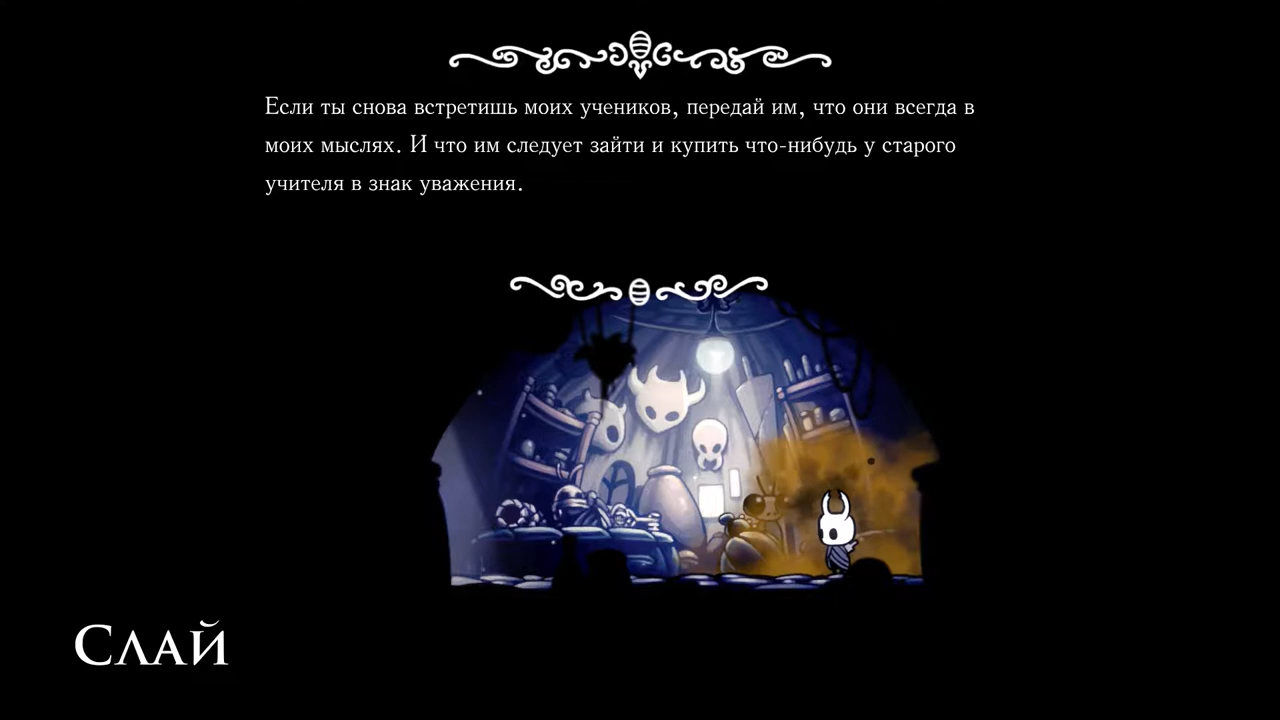 Если ты снова встретишь моих учеников, передай им, что они всегда в
моих мыслях. И что им следует зайти и купить что-нибудь у старого
учителя в знак уважения.
Слай